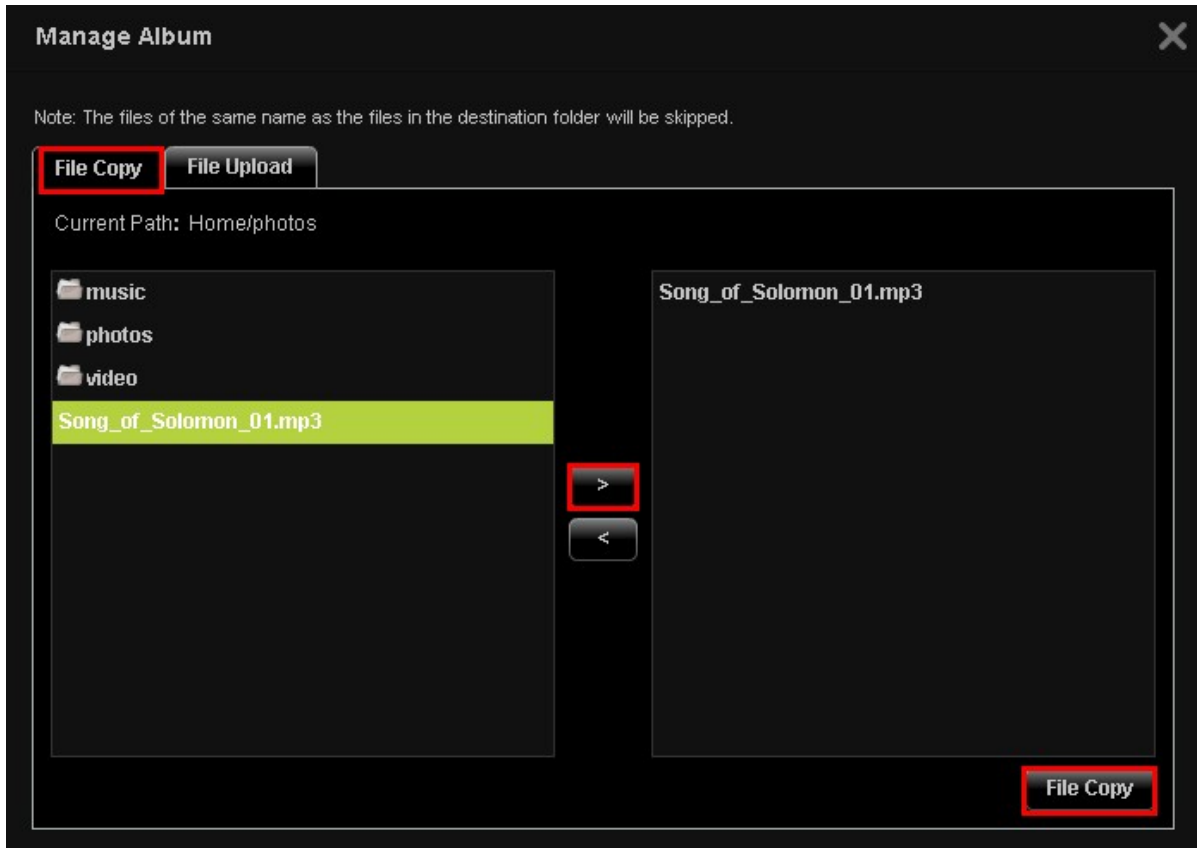 Manage Album
Note: The files of the same name as the files in the destination folder will be skipped.
File Copy File Upload
Current Path: Home/photos
music
photos
video
Song_of_Solomon_01.mp3
Song_of_Solomon_01.mp3
>
<
File Copy